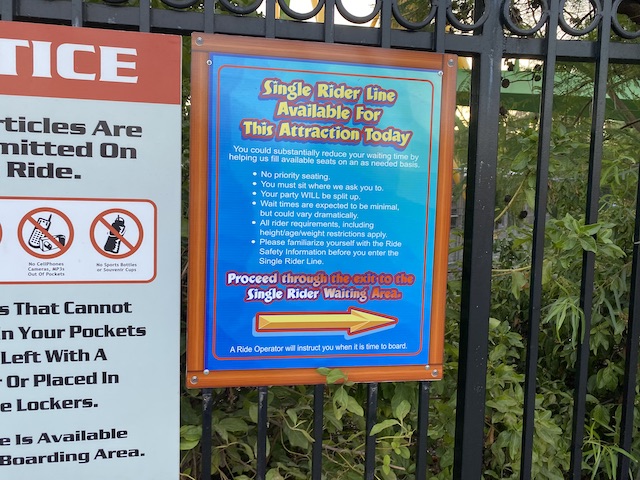 TICE
rticles Are
mitted On
Ride.
No CellPhones
Cameras, MP3s
Out Of Pockets
No Sports Bottles
or Souvenir Cups
s That Cannot
n Your Pockets
Left With A
Or Placed In
e Lockers.
e Is Available
Boarding Area.
Single Rider Line
Available For
This Attraction Today
You could substantially reduce your waiting time by
helping us fill available seats on an as needed basis.
• No priority seating.
• You must sit where we ask you to.
• Your party WILL be split up.
• Wait times are expected to be minimal,
but could vary dramatically.
• All rider requirements, including
height/age/weight restrictions apply.
• Please familiarize yourself with the Ride
Safety Information before you enter the
Single Rider Line.
Proceed through the exit to the
Single Rider Waiting Area.
A Ride Operator will instruct you when it is time to board.